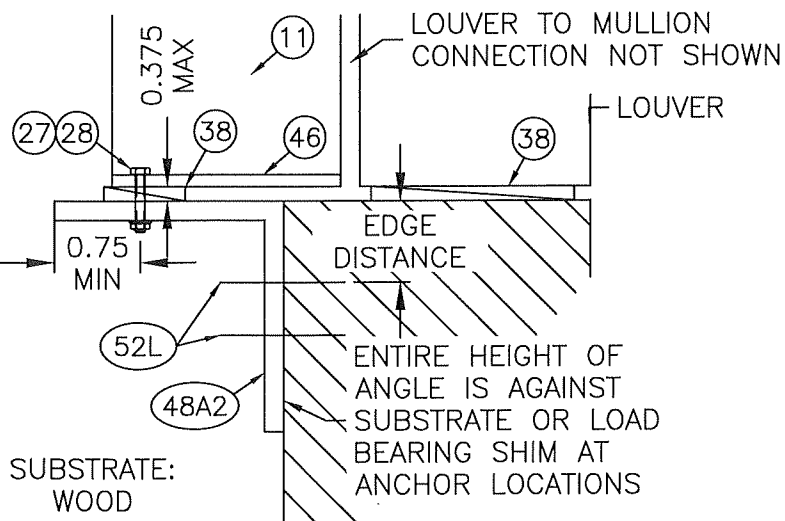 LOUVER TO MULLION
CONNECTION NOT SHOWN
0.375
MAX
11
LOUVER
27 28
38
46
38
EDGE
DISTANCE
0.75
MIN
52L
48A2
ENTIRE HEIGHT OF
ANGLE IS AGAINST
SUBSTRATE OR LOAD
BEARING SHIM AT
ANCHOR LOCATIONS
SUBSTRATE:
WOOD